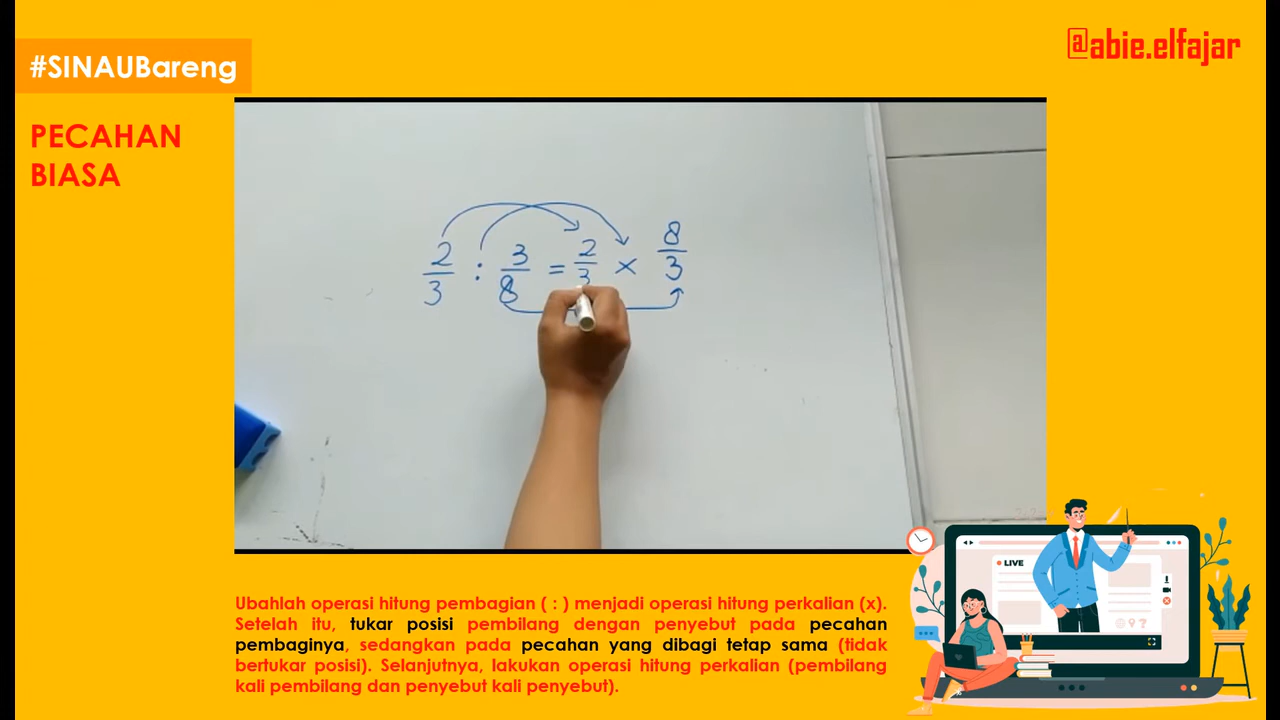 #SINAUBareng
@abie.elfajar
PECAHAN
BIASA
2/3 : 3/8 = 2/3 × 8/3
LIVE
Ubahlah operasi hitung pembagian ( : ) menjadi operasi hitung perkalian (x).
Setelah itu, tukar posisi pembilang dengan penyebut pada pecahan
pembaginya, sedangkan pada pecahan yang dibagi tetap sama (tidak
bertukar posisi). Selanjutnya, lakukan operasi hitung perkalian (pembilang
kali pembilang dan penyebut kali penyebut).